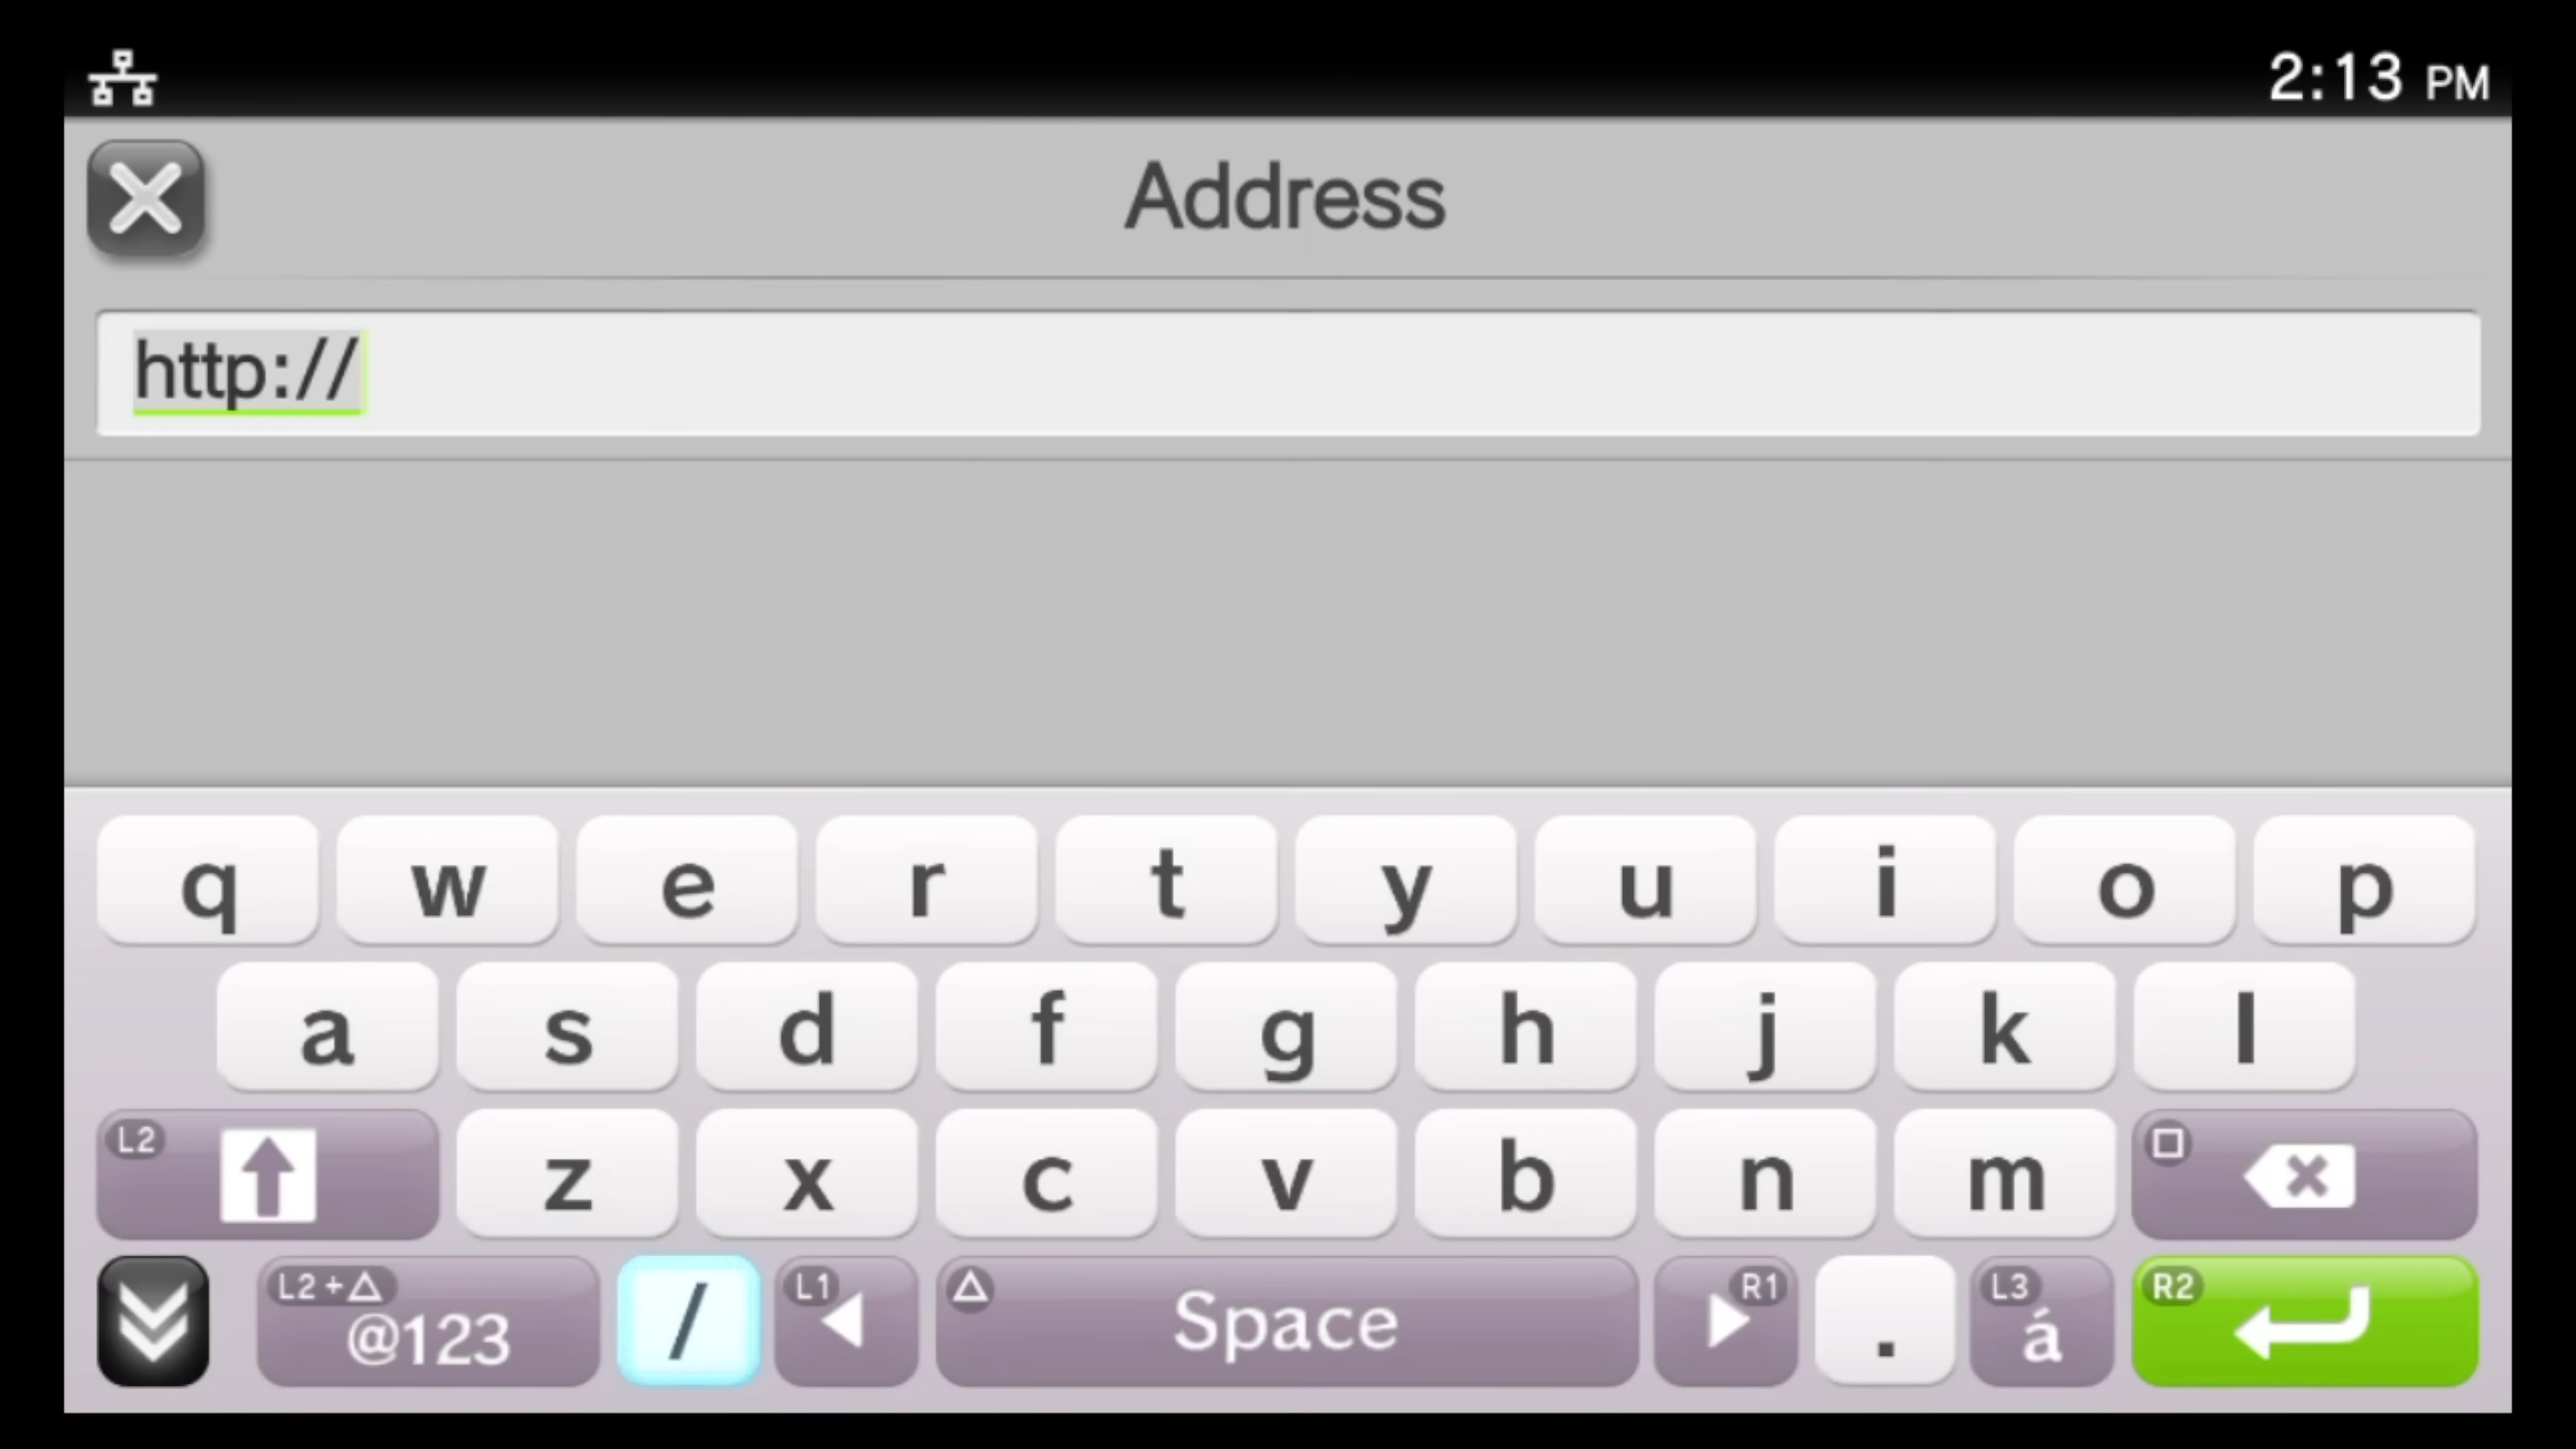 2:13 PM
Address
http://
q w e r t y u i o p
a s d f g h j k l
L2 z x c v b n m
L2+△ @123 / L1 △ Space R1 . L3 á R2